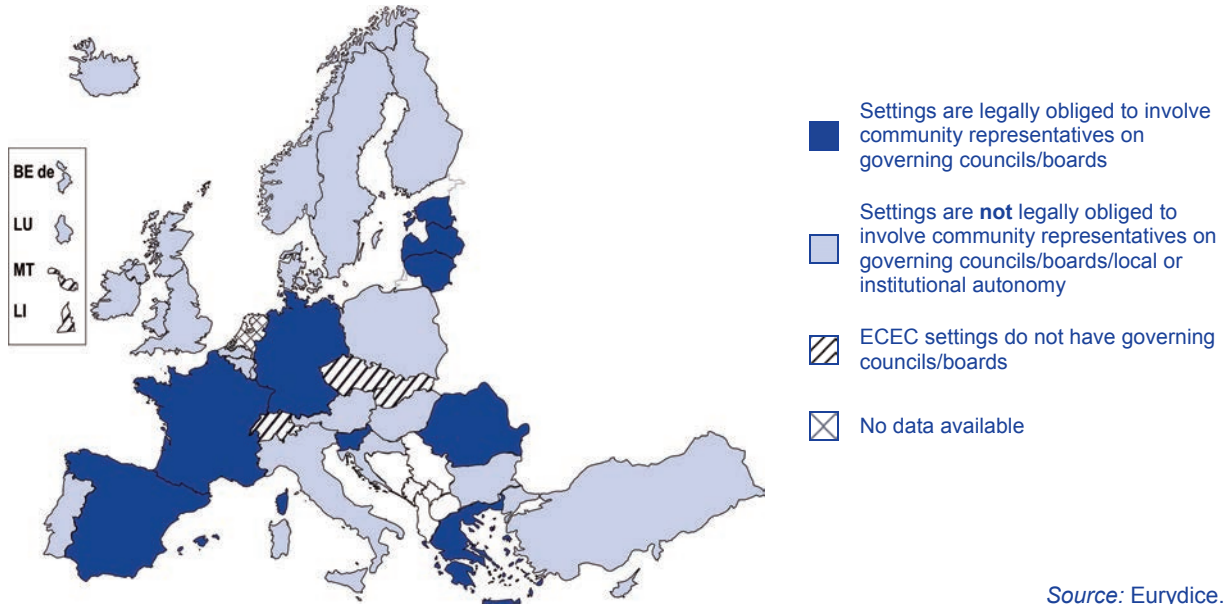 BE de
LU
MT
LI
Settings are legally obliged to involve
community representatives on
governing councils/boards
Settings are not legally obliged to
involve community representatives on
governing councils/boards/local or
institutional autonomy
ECEC settings do not have governing
councils/boards
No data available
Source: Eurydice.